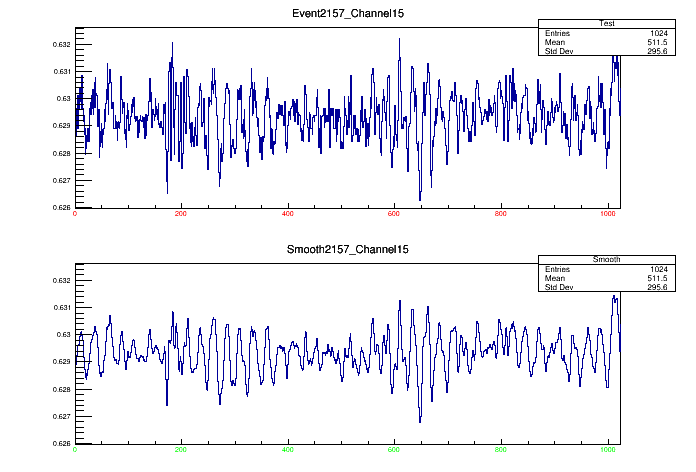 Event2157_Channel15
Test
Entries 1024
Mean 511.5
Std Dev 295.6
0.632
0.631
0.63
0.629
0.628
0.627
0.626
0 200 400 600 800 1000
Smooth2157_Channel15
Smooth
Entries 1024
Mean 511.5
Std Dev 295.6
0.632
0.631
0.63
0.629
0.628
0.627
0.626
0 200 400 600 800 1000